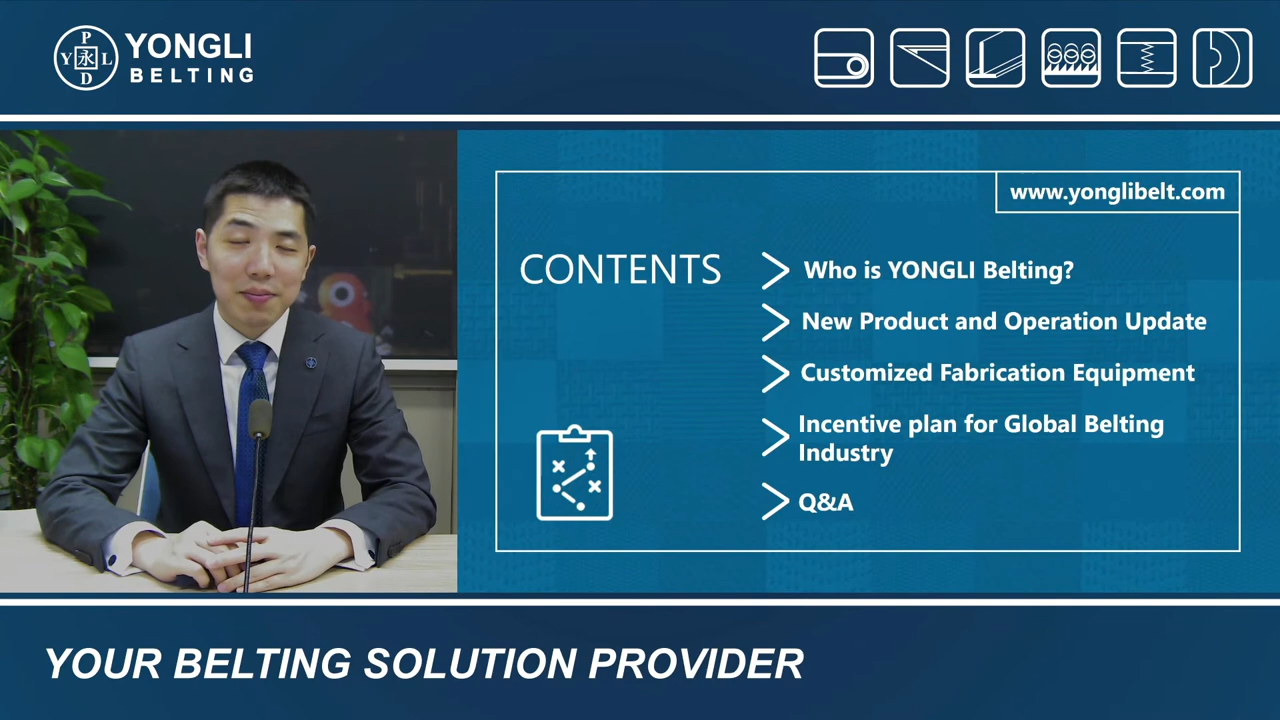 P
Y 永 L
D
YONGLI
BELTING
www.yonglibelt.com
CONTENTS
Who is YONGLI Belting?
New Product and Operation Update
Customized Fabrication Equipment
Incentive plan for Global Belting
Industry
Q&A
YOUR BELTING SOLUTION PROVIDER